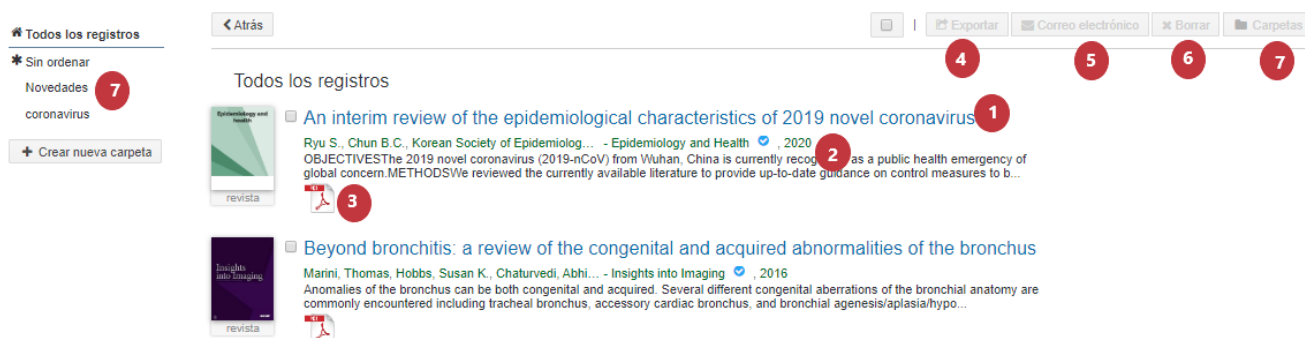 Todos los registros
Sin ordenar
Novedades
7
coronavirus
+ Crear nueva carpeta
Atrás
|
Exportar
Correo electrónico
Borrar
Carpetas
4
5
6
7
Todos los registros
Epidemiology and
health
revista
An interim review of the epidemiological characteristics of 2019 novel coronavirus
1
Ryu S., Chun B.C., Korean Society of Epidemiolog... - Epidemiology and Health , 2020
2
OBJECTIVESThe 2019 novel coronavirus (2019-nCoV) from Wuhan, China is currently as a public health emergency of
global concern.METHODSWe reviewed the currently available literature to provide up-to-date guidance on control measures to b...
3
Insights
into Imaging
revista
Beyond bronchitis: a review of the congenital and acquired abnormalities of the bronchus
Marini, Thomas, Hobbs, Susan K., Chaturvedi, Abhi... - Insights into Imaging , 2016
Anomalies of the bronchus can be both congenital and acquired. Several different congenital aberrations of the bronchial anatomy are
commonly encountered including tracheal bronchus, accessory cardiac bronchus, and bronchial agenesis/aplasia/hypo...